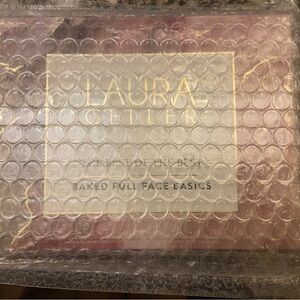 LAURA
GELLER
THE BEST OF THE BEST
BAKED FULL FACE BASICS